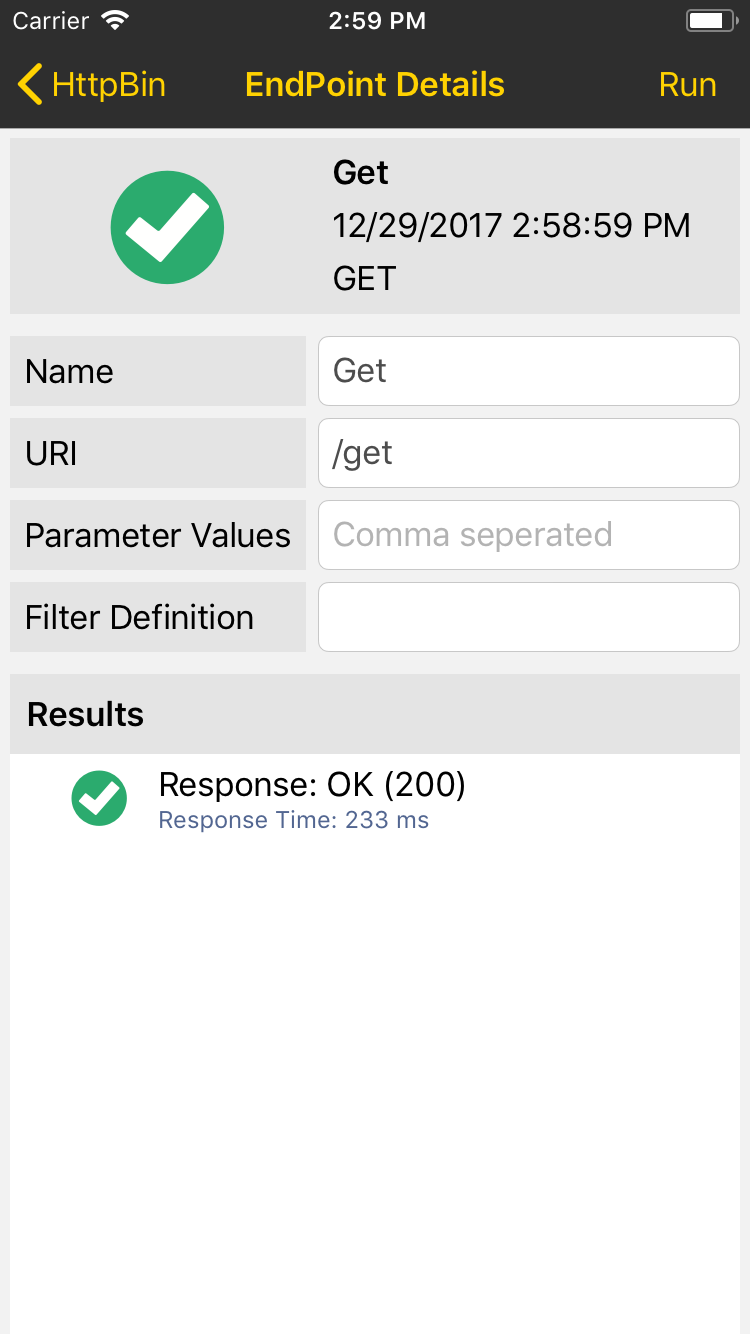 Carrier 2:59 PM
HttpBin EndPoint Details Run
Get
12/29/2017 2:58:59 PM
GET
Name Get
URI /get
Parameter Values Comma seperated
Filter Definition
Results
Response: OK (200)
Response Time: 233 ms